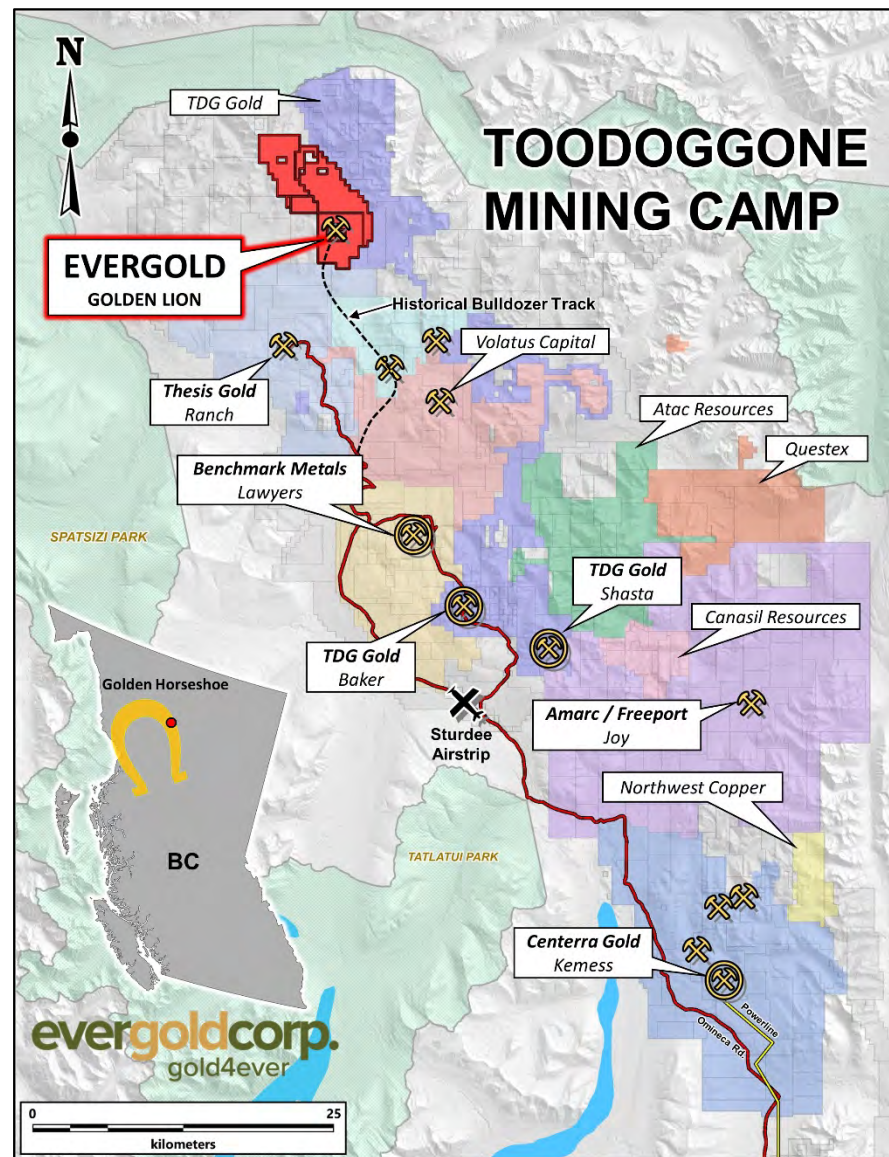 N
TDG Gold
TOODOGGONE
MINING CAMP
EVERGOLD
GOLDEN LION
Historical Bulldozer Track
Volatus Capital
Thesis Gold
Ranch
Atac Resources
Questex
Benchmark Metals
Lawyers
SPATSIZI PARK
TDG Gold
Shasta
Canasil Resources
TDG Gold
Baker
Golden Horseshoe
Amarc / Freeport
Joy
Sturdee
Airstrip
Northwest Copper
BC
TATLATUI PARK
Centerra Gold
Kemess
Powerline
Omineca Rd.
evergoldcorp.
gold4ever
0 25
kilometers